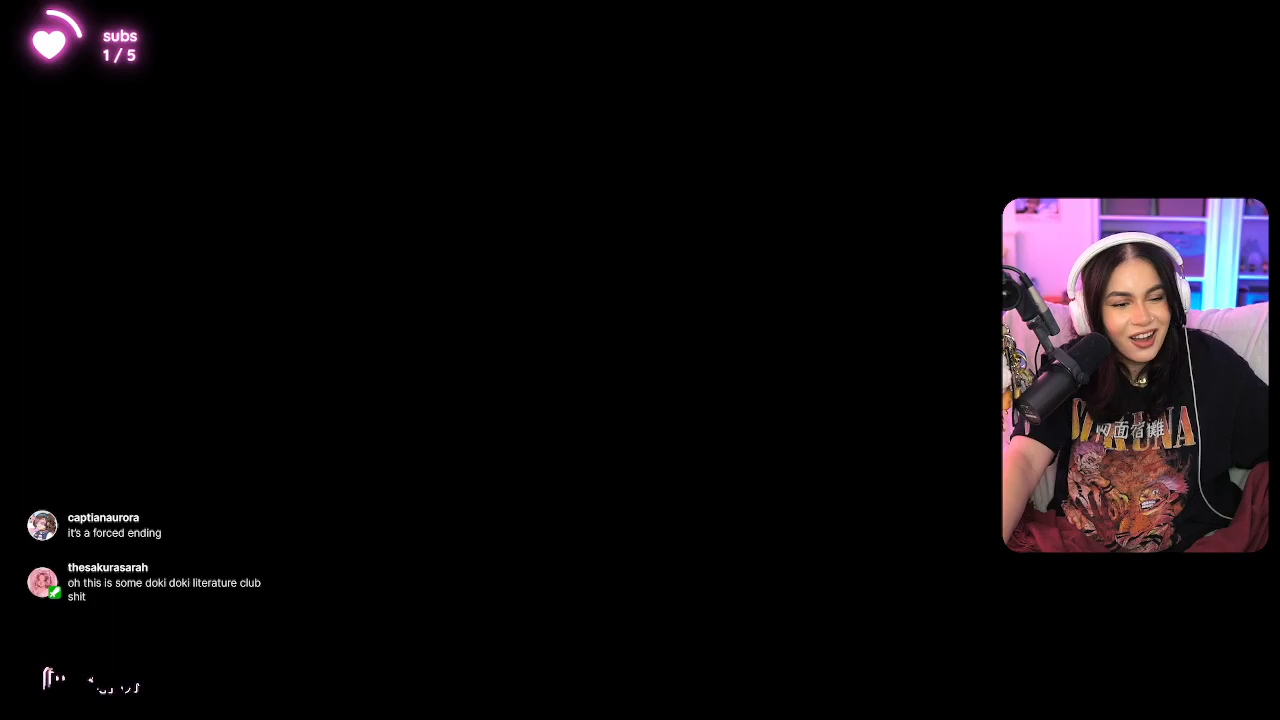 subs
1 / 5
captianaurora
it's a forced ending
thesakurasarah
oh this is some doki doki literature club
shit